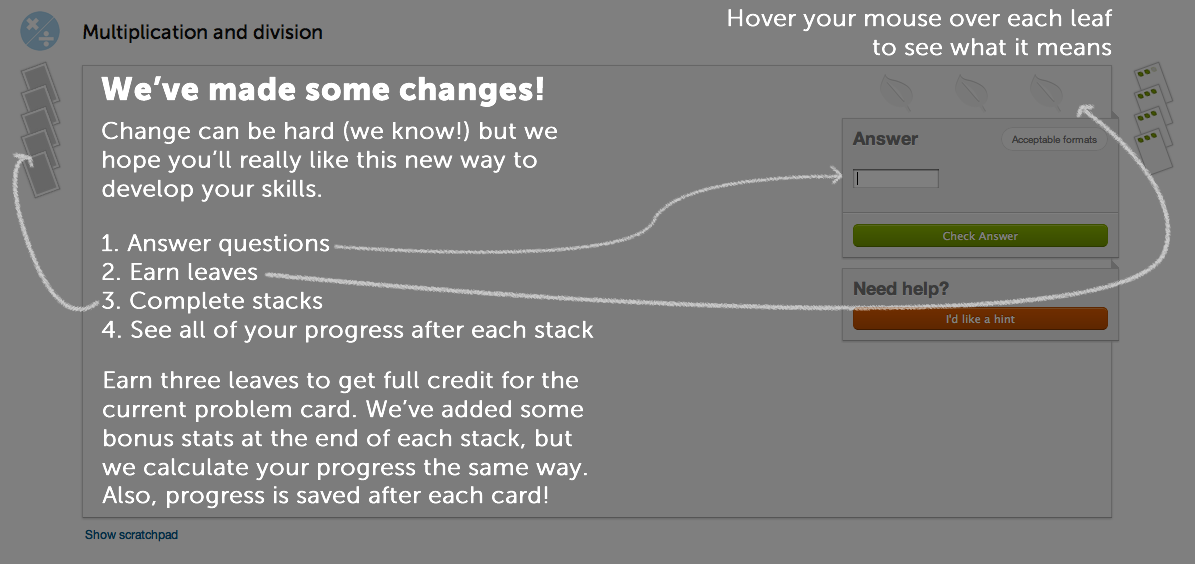 Multiplication and division
Hover your mouse over each leaf
to see what it means
We’ve made some changes!
Change can be hard (we know!) but we
hope you’ll really like this new way to
develop your skills.
1. Answer questions
2. Earn leaves
3. Complete stacks
4. See all of your progress after each stack
Earn three leaves to get full credit for the
current problem card. We’ve added some
bonus stats at the end of each stack, but
we calculate your progress the same way.
Also, progress is saved after each card!
Answer
Acceptable formats
Check Answer
Need help?
I'd like a hint
Show scratchpad